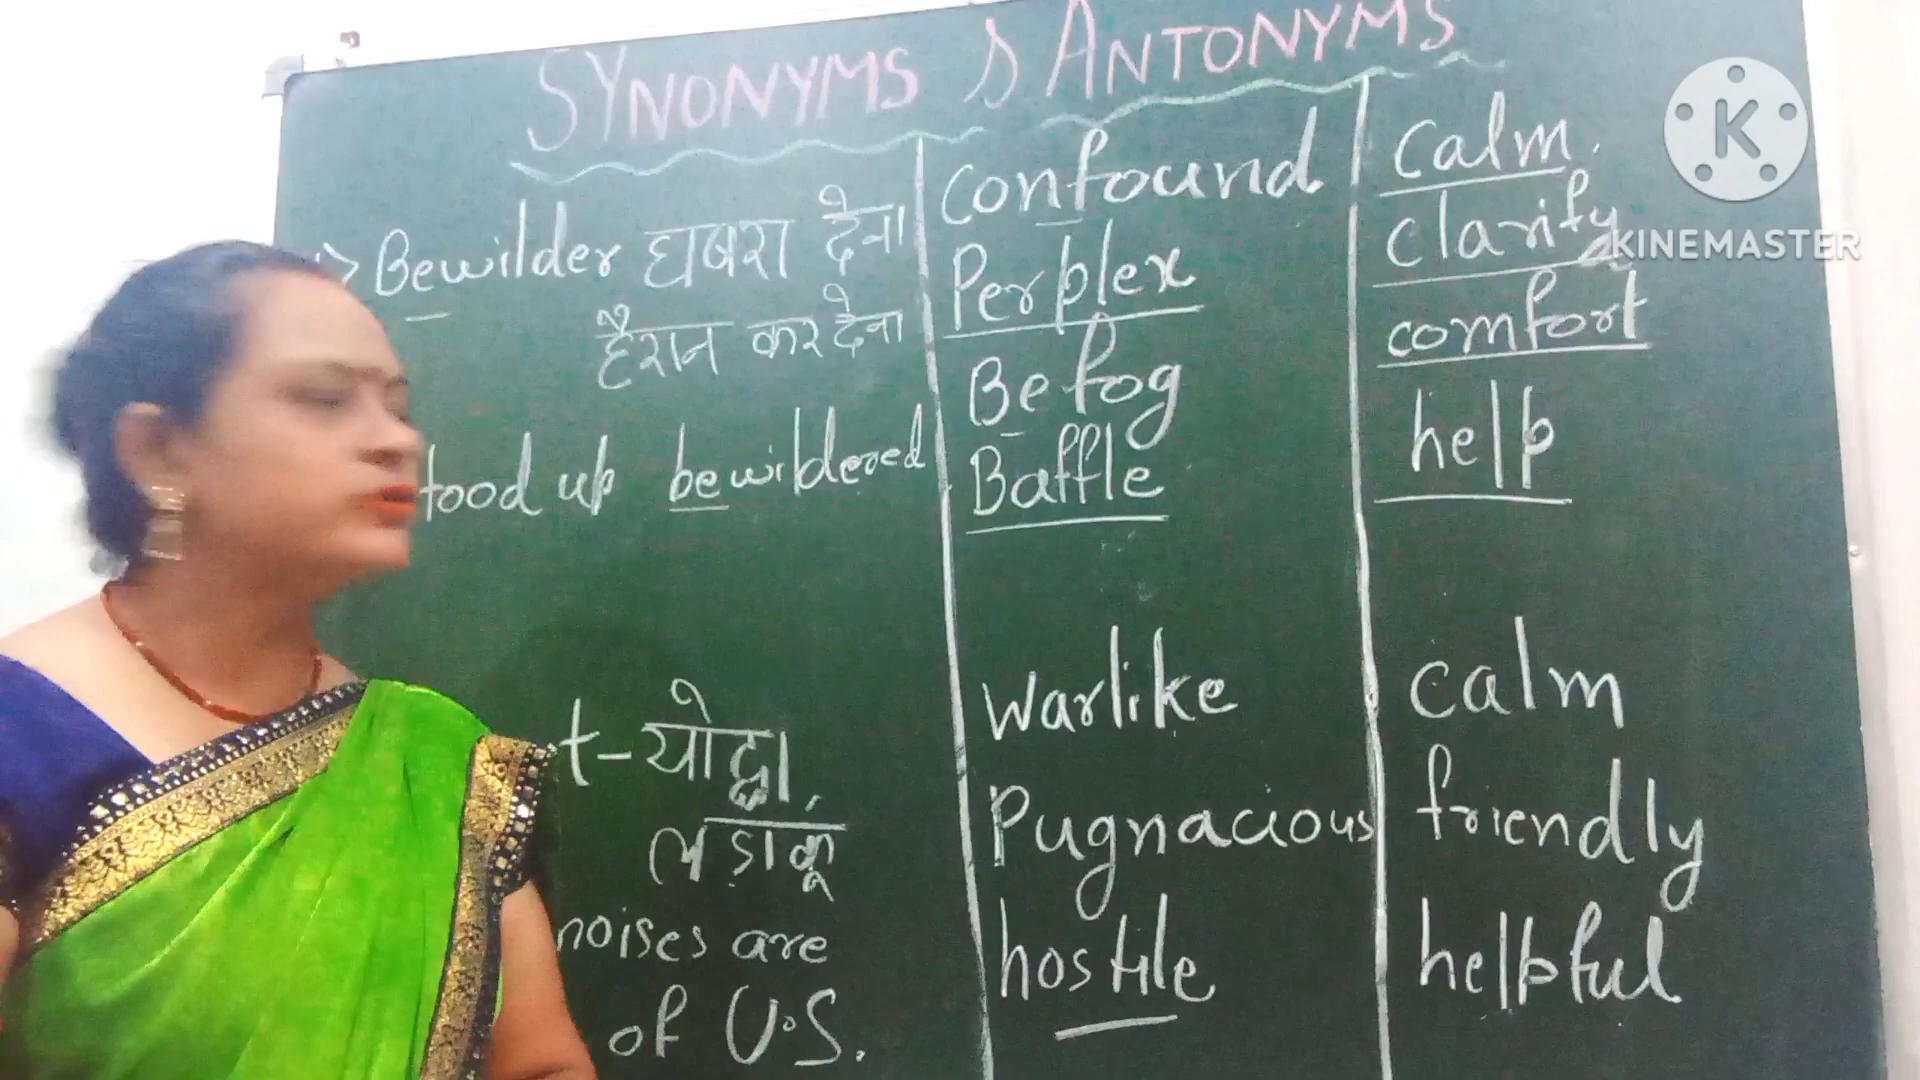 SYNONYMS & ANTONYMS
Bewilder घबरा देना
हैरान कर देना
tood up bewildered
Confound
Perplex
Befog
Baffle
Calm.
clarify
comfort
help
t-योद्धा,
लड़ाकू
noises are
of U.S.
warlike
Pugnacious
hostile
calm
friendly
helpful
K
KINEMASTER